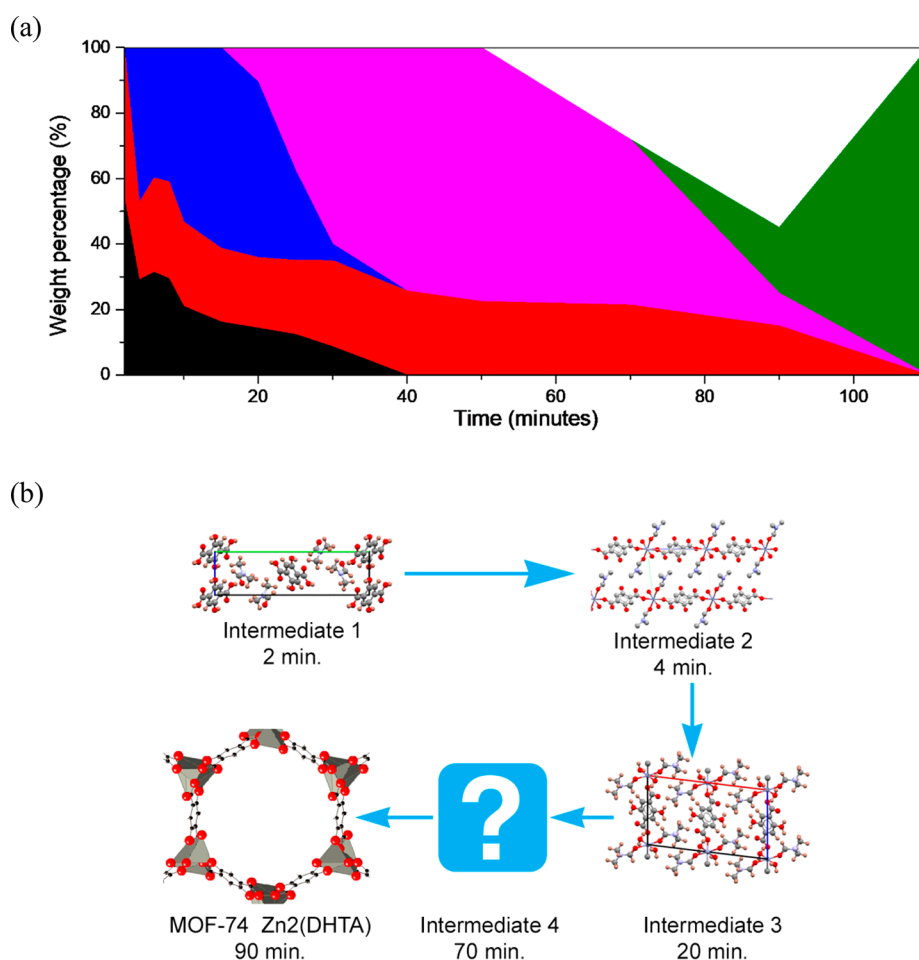 (a)
100
80
60
40
20
0
Weight percentage (%)
20 40 60 80 100
Time (minutes)
(b)
Intermediate 1
2 min.
Intermediate 2
4 min.
?
MOF-74 Zn2(DHTA)
90 min.
Intermediate 4
70 min.
Intermediate 3
20 min.